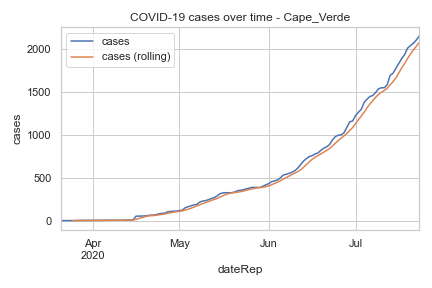 COVID-19 cases over time - Cape_Verde
cases
cases (rolling)
cases
2000
1500
1000
500
0
Apr
2020
May
Jun
Jul
dateRep